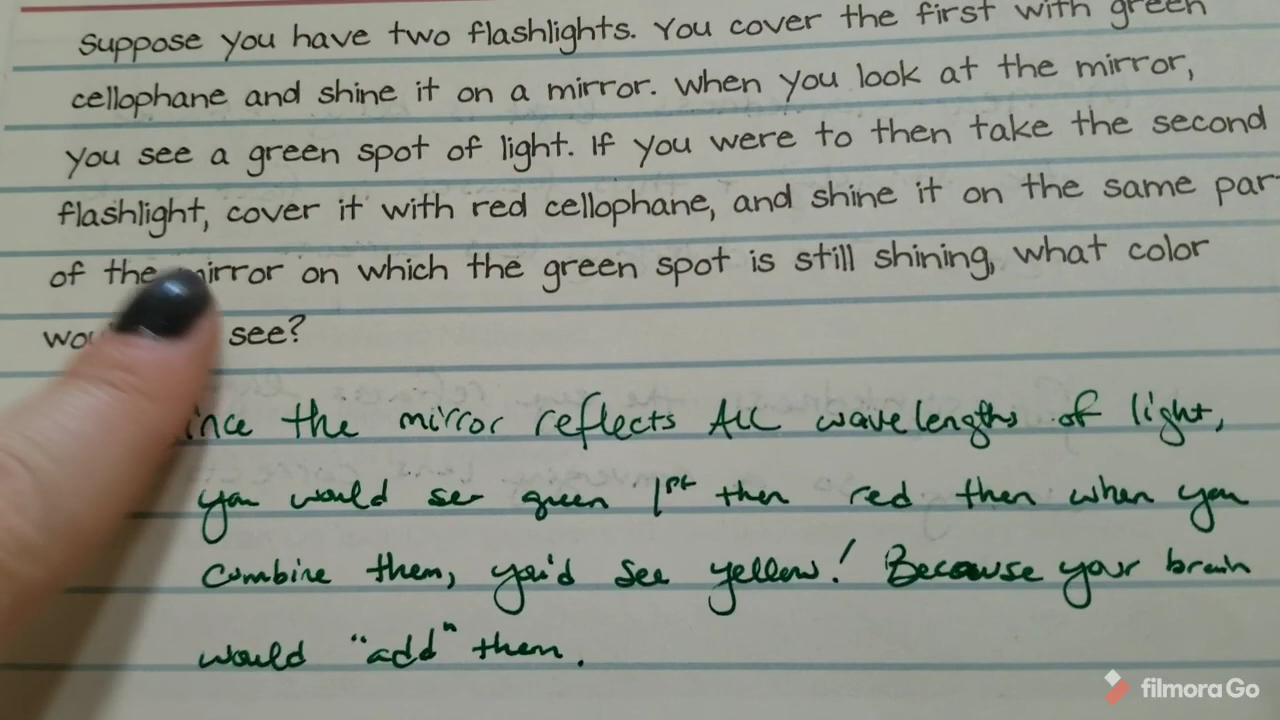 Suppose you have two flashlights. You cover the first with green
cellophane and shine it on a mirror. When you look at the mirror,
you see a green spot of light. If you were to then take the second
flashlight, cover it with red cellophane, and shine it on the same par
of the mirror on which the green spot is still shining, what color
see?
ince the mirror reflects ALL wavelengths of light,
you would see green 1st then red then when you
combine them, you'd see yellow! Because your brain
would "add" them.
filmora Go